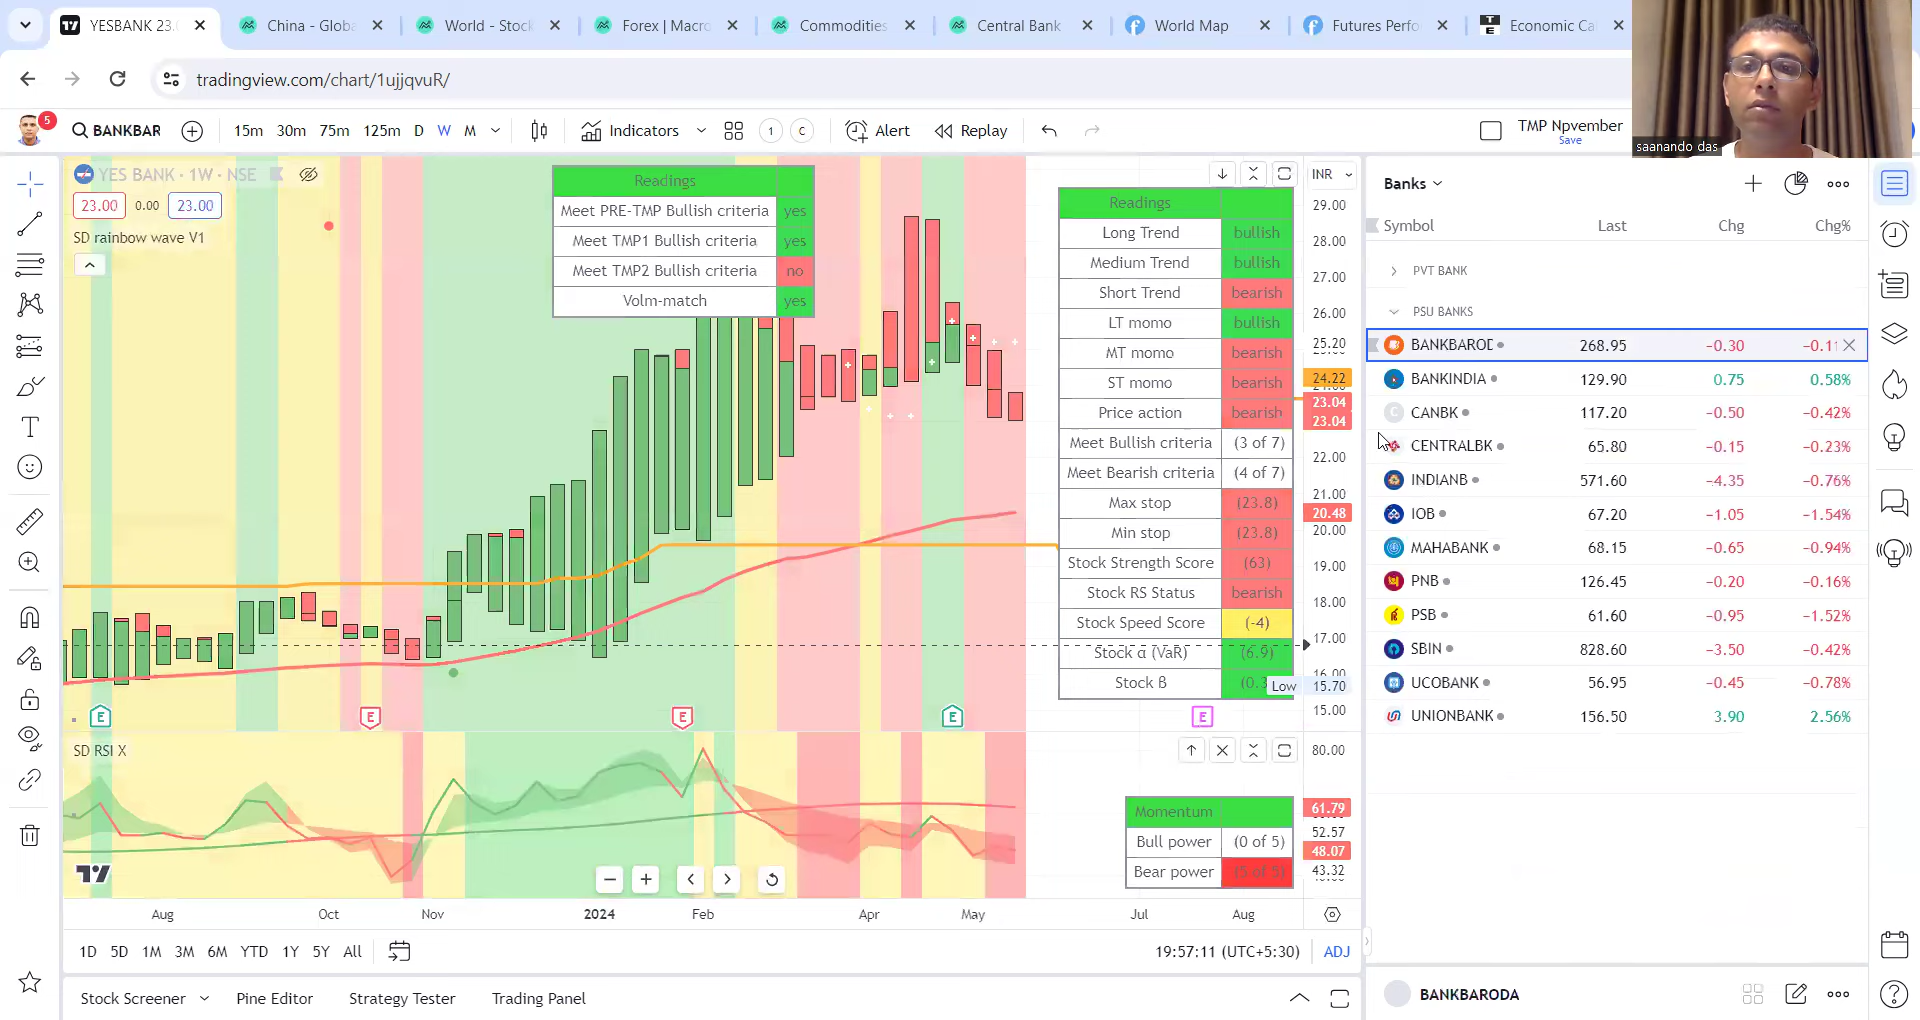 YESBANK 23.
China - Globa
World - Stock
Forex | Macro
Commodities
Central Bank
World Map
Futures Perfo
Economic Ca
tradingview.com/chart/1ujjqvuR/
5
BANKBAR
15m 30m 75m 125m D W M
Indicators
1
C
Alert
Replay
TMP Npvember
Save
saanando das
YES BANK · 1W · NSE
23.00 0.00 23.00
SD rainbow wave V1
Readings
Meet PRE-TMP Bullish criteria yes
Meet TMP1 Bullish criteria yes
Meet TMP2 Bullish criteria no
Volm-match yes
Readings
Long Trend bullish
Medium Trend bullish
Short Trend bearish
LT momo bullish
MT momo bearish
ST momo bearish
Price action bearish
Meet Bullish criteria (3 of 7)
Meet Bearish criteria (4 of 7)
Max stop (23.8)
Min stop (23.8)
Stock Strength Score (63)
Stock RS Status bearish
Stock Speed Score (-4)
Stock α (VaR) (6.9)
Stock β (0.3
INR
29.00
28.00
27.00
26.00
25.20
24.22
23.04
23.04
22.00
21.00
20.48
20.00
19.00
18.00
17.00
16.00
Low 15.70
15.00
E E E E E
SD RSI X
80.00
61.79
52.57
48.07
43.32
Momentum
Bull power (0 of 5)
Bear power (5 of 5)
Aug Oct Nov 2024 Feb Apr May Jul Aug
1D 5D 1M 3M 6M YTD 1Y 5Y All
19:57:11 (UTC+5:30) ADJ
Stock Screener
Pine Editor
Strategy Tester
Trading Panel
Banks
Symbol Last Chg Chg%
PVT BANK
PSU BANKS
BANKBAROD 268.95 −0.30 −0.11
BANKINDIA 129.90 0.75 0.58%
CANBK 117.20 −0.50 −0.42%
CENTRALBK 65.80 −0.15 −0.23%
INDIANB 571.60 −4.35 −0.76%
IOB 67.20 −1.05 −1.54%
MAHABANK 68.15 −0.65 −0.94%
PNB 126.45 −0.20 −0.16%
PSB 61.60 −0.95 −1.52%
SBIN 828.60 −3.50 −0.42%
UCOBANK 56.95 −0.45 −0.78%
UNIONBANK 156.50 3.90 2.56%
BANKBARODA